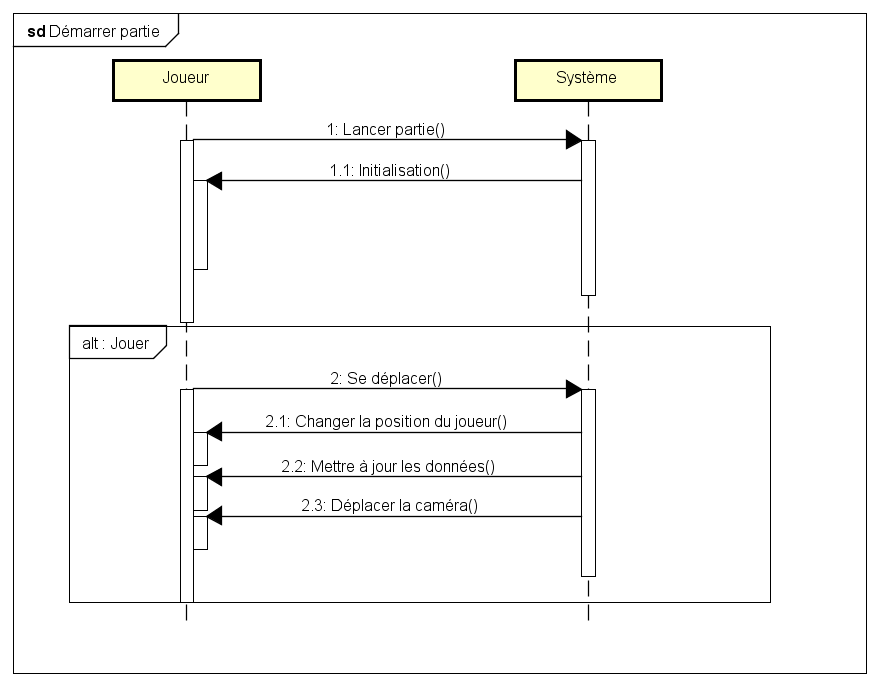 sd Démarrer partie
Joueur
Système
1: Lancer partie()
1.1: Initialisation()
alt : Jouer
2: Se déplacer()
2.1: Changer la position du joueur()
2.2: Mettre à jour les données()
2.3: Déplacer la caméra()